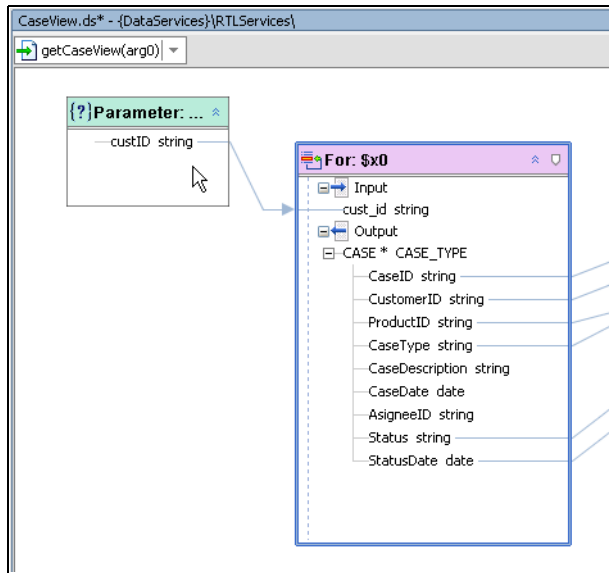 CaseView.ds* - {DataServices}\RTLServices\
getCaseView(arg0)
{?}Parameter: ...
custID string
For: $x0
Input
cust_id string
Output
CASE * CASE_TYPE
CaseID string
CustomerID string
ProductID string
CaseType string
CaseDescription string
CaseDate date
AsigneeID string
Status string
StatusDate date